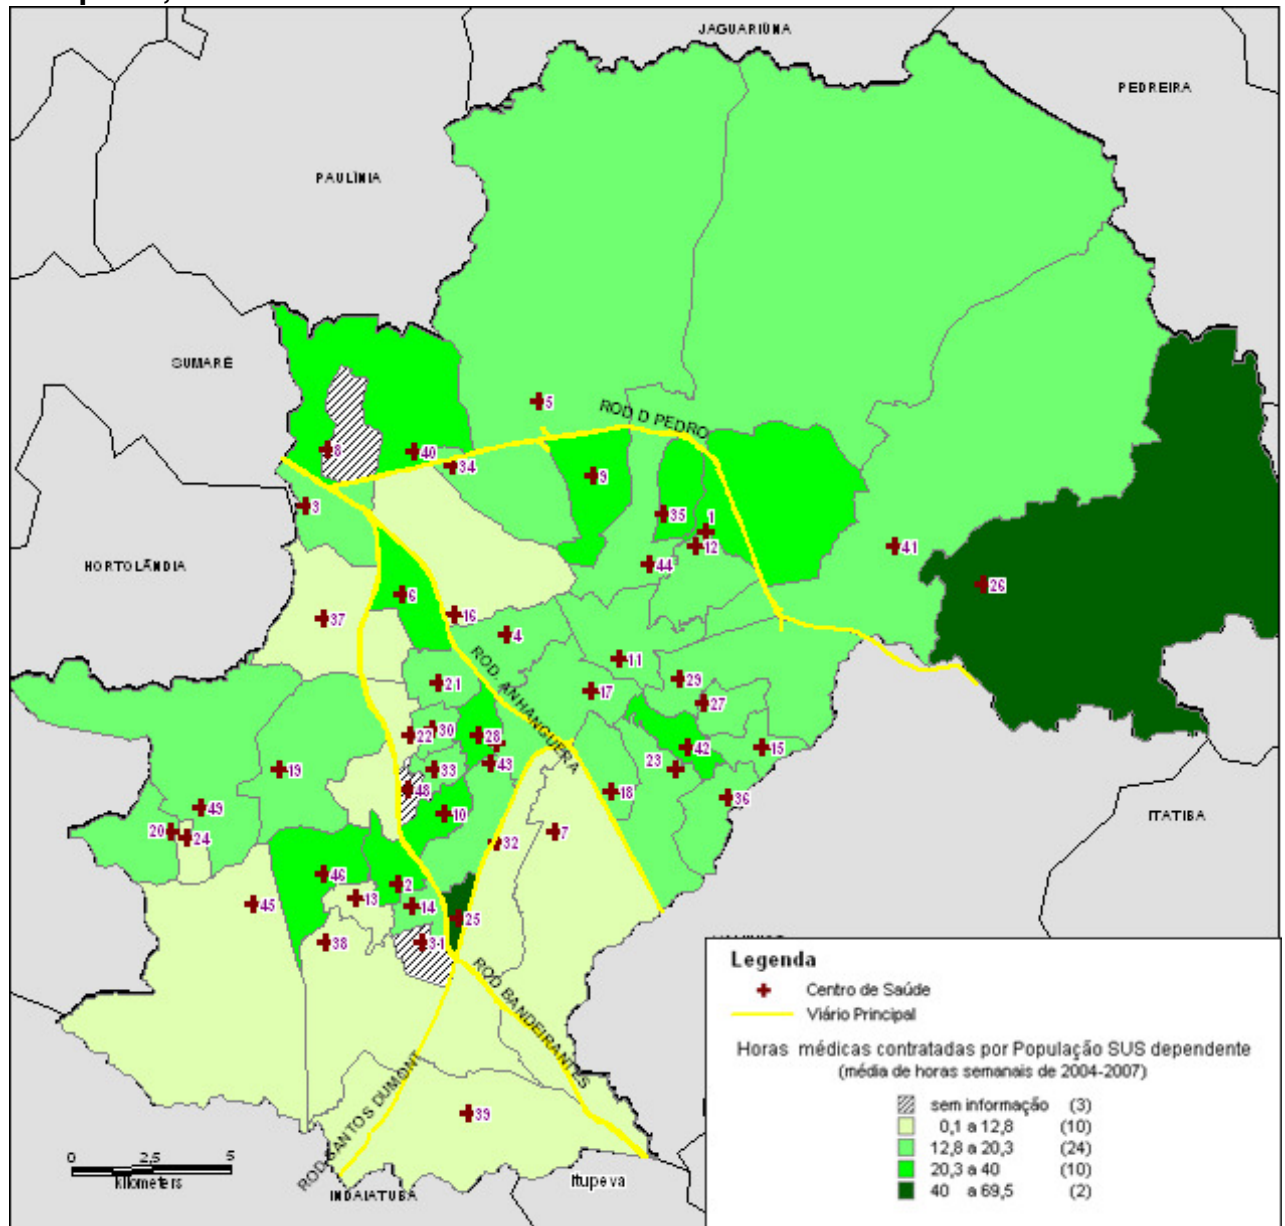 JAGUARIÚNA
PEDREIRA
PAULÍNIA
SUMARÉ
5
ROD D PEDRO
8
40
34
9
3
35
1
12
41
HORTOLÂNDIA
44
26
6
37
16
4
ROD. ANHANGUERA
11
29
21
17
27
22
30
28
42
15
43
23
19
33
48
18
36
49
10
ITATIBA
20
24
32
7
46
2
13
45
14
25
38
31
ROD BANDEIRANTES
ROD SANTOS DUMONT
39
0 2,5 5
kilometers
INDAIATUBA
Itupeva
Legenda
Centro de Saúde
Viário Principal
Horas médicas contratadas por População SUS dependente
(média de horas semanais de 2004-2007)
sem informação (3)
0,1 a 12,8 (10)
12,8 a 20,3 (24)
20,3 a 40 (10)
40 a 69,5 (2)